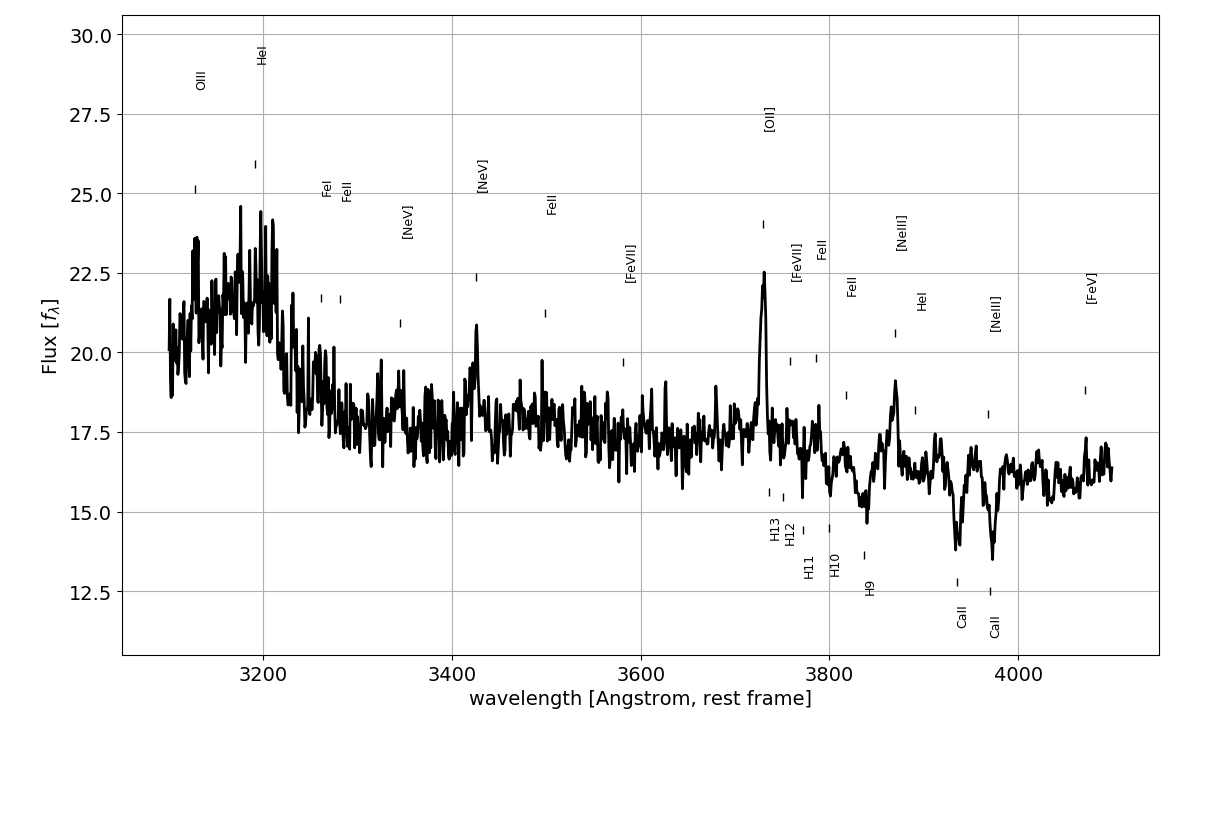 30.0
27.5
25.0
22.5
20.0
17.5
15.0
12.5
Flux [fλ]
OIII
HeI
FeI
FeII
[NeV]
[NeV]
FeII
[FeVII]
[OII]
[FeVII]
FeII
FeII
[NeIII]
HeI
[NeIII]
[FeV]
H13
H12
H11
H10
H9
CaII
CaII
3200
3400
3600
3800
4000
wavelength [Angstrom, rest frame]